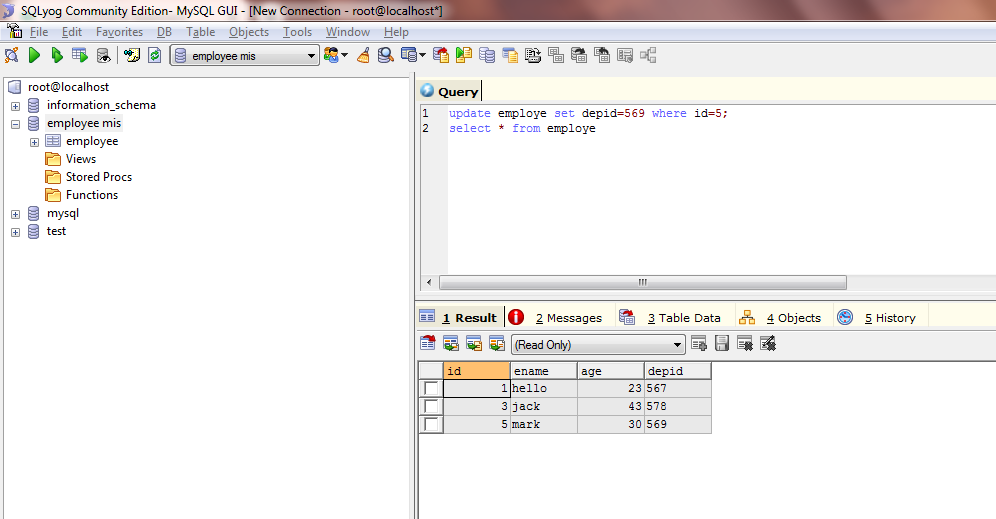 SQLyog Community Edition- MySQL GUI - [New Connection - root@localhost*]
File Edit Favorites DB Table Objects Tools Window Help
employee mis
root@localhost
information_schema
employee mis
employee
Views
Stored Procs
Functions
mysql
test
Query
1 update employe set depid=569 where id=5;
2 select * from employe
1 Result 2 Messages 3 Table Data 4 Objects 5 History
(Read Only)
id ename age depid
1 hello 23 567
3 jack 43 578
5 mark 30 569